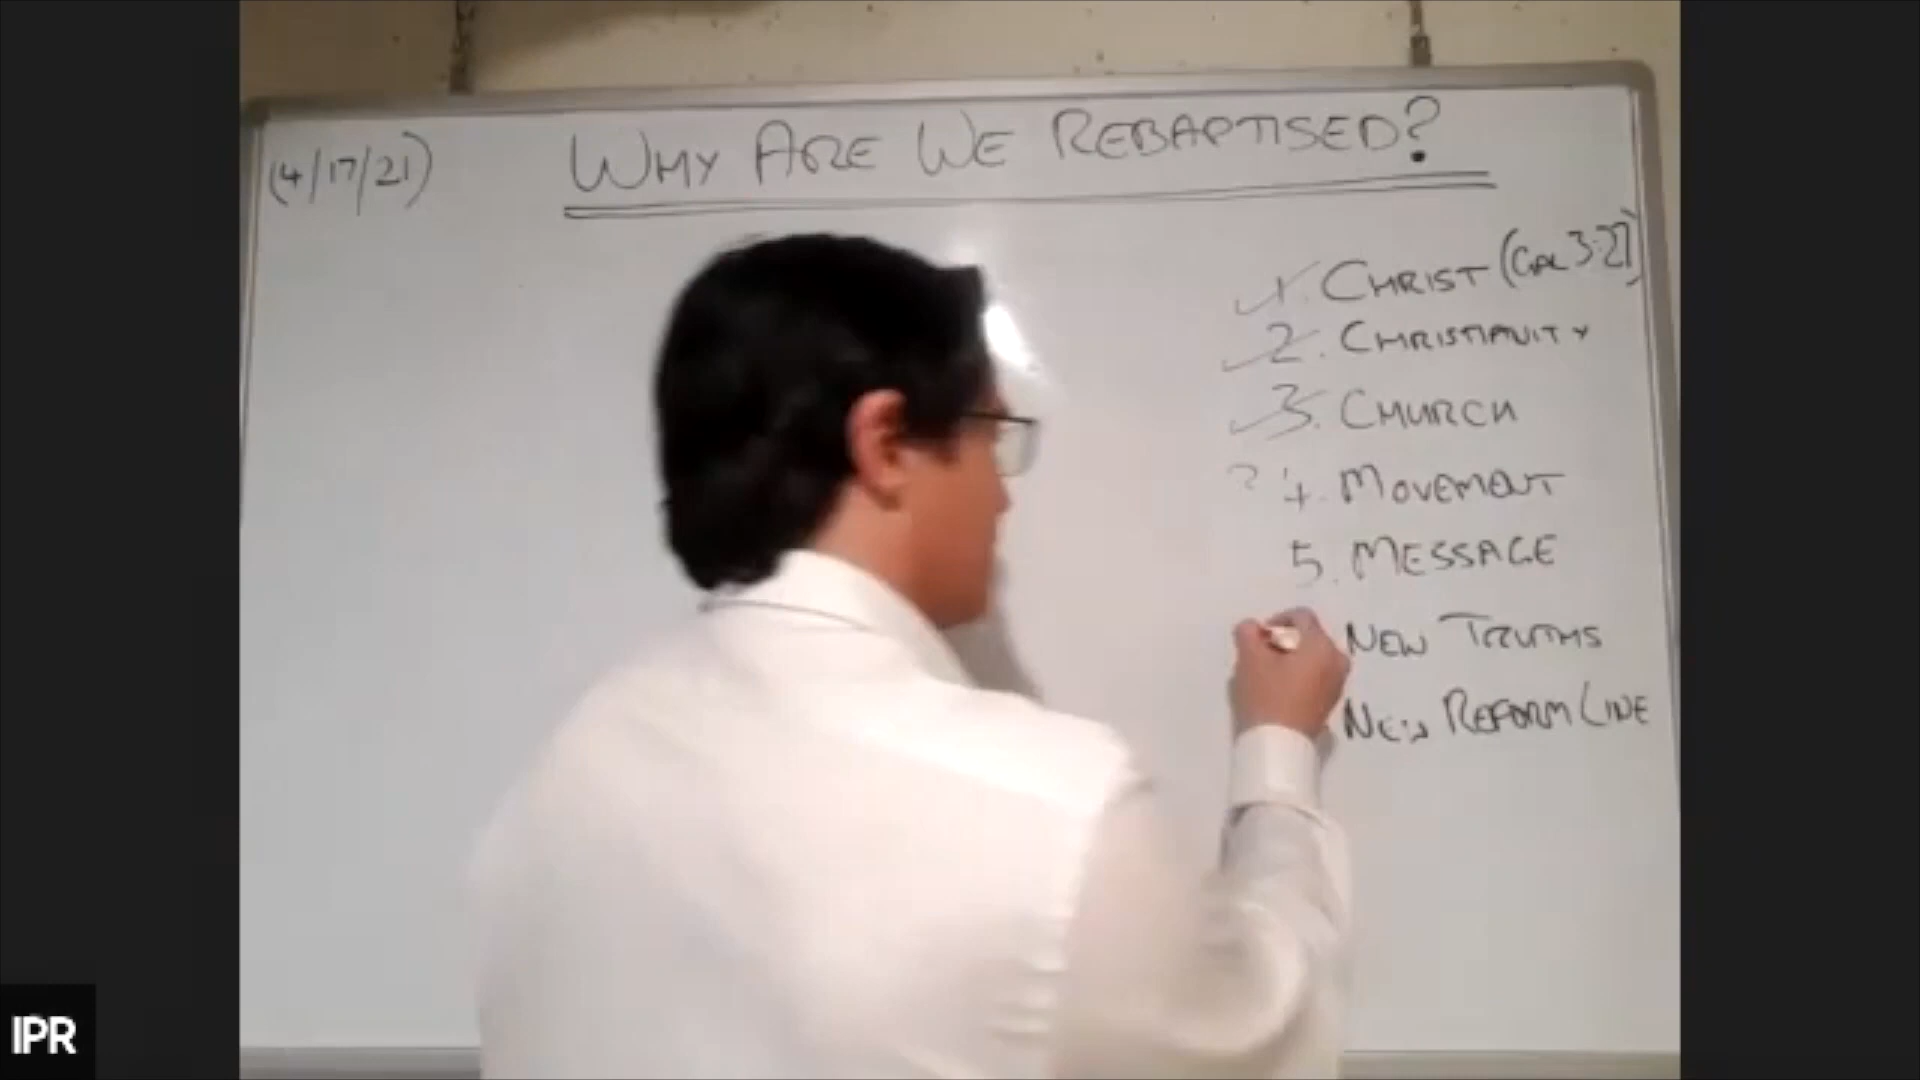 (4/17/21)
WHY ARE WE REBAPTISED?
1. CHRIST (GAL 3:27)
2. CHRISTIANITY
3. CHURCH
? 4. MOVEMENT
5. MESSAGE
NEW TRUTHS
NEW REFORM LINE
IPR